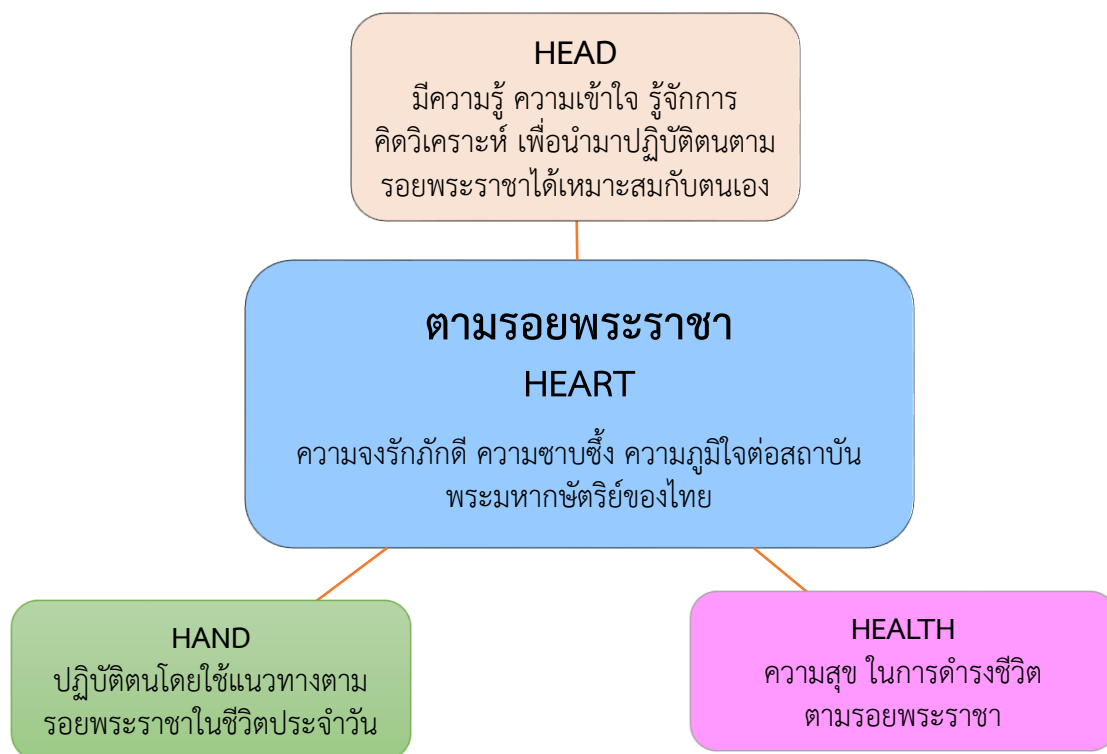 HEAD
มีความรู้ ความเข้าใจ รู้จักการ
คิดวิเคราะห์ เพื่อนำมาปฏิบัติตนตาม
รอยพระราชาได้เหมาะสมกับตนเอง
ตามรอยพระราชา
HEART
ความจงรักภักดี ความซาบซึ้ง ความภูมิใจต่อสถาบัน
พระมหากษัตริย์ของไทย
HAND
ปฏิบัติตนโดยใช้แนวทางตาม
รอยพระราชาในชีวิตประจำวัน
HEALTH
ความสุข ในการดำรงชีวิต
ตามรอยพระราชา